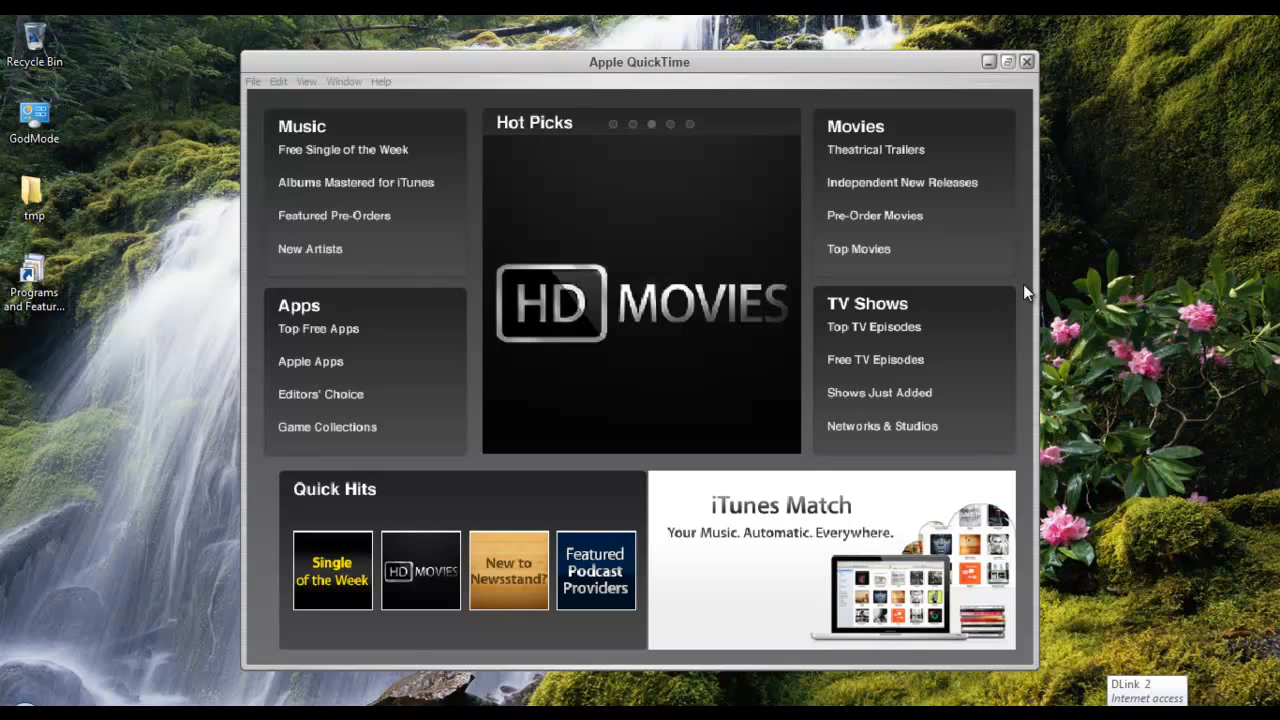 Recycle Bin
GodMode
tmp
Programs
and Featur...
Apple QuickTime
File Edit View Window Help
Music
Free Single of the Week
Albums Mastered for iTunes
Featured Pre-Orders
New Artists
Apps
Top Free Apps
Apple Apps
Editors' Choice
Game Collections
Hot Picks
HD MOVIES
Movies
Theatrical Trailers
Independent New Releases
Pre-Order Movies
Top Movies
TV Shows
Top TV Episodes
Free TV Episodes
Shows Just Added
Networks & Studios
Quick Hits
Single
of the Week
HD MOVIES
New to
Newsstand?
Featured
Podcast
Providers
iTunes Match
Your Music. Automatic. Everywhere.
DLink 2
Internet access